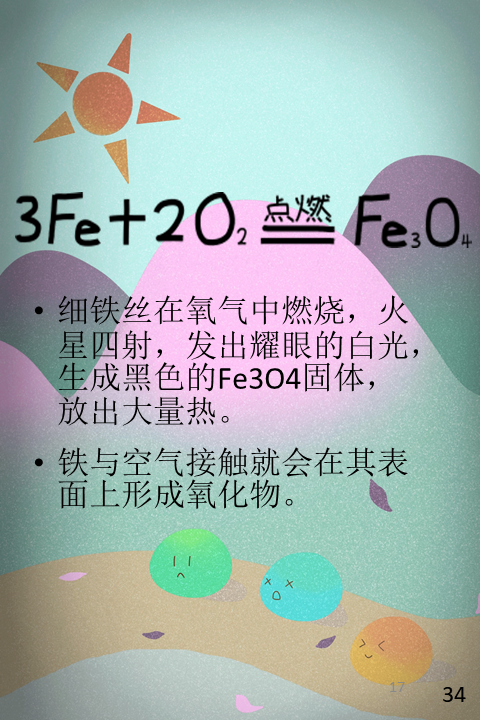 3Fe+2O₂ 点燃 Fe₃O₄
• 细铁丝在氧气中燃烧，火
星四射，发出耀眼的白光，
生成黑色的Fe3O4固体，
放出大量热。
• 铁与空气接触就会在其表
面上形成氧化物。
17
34